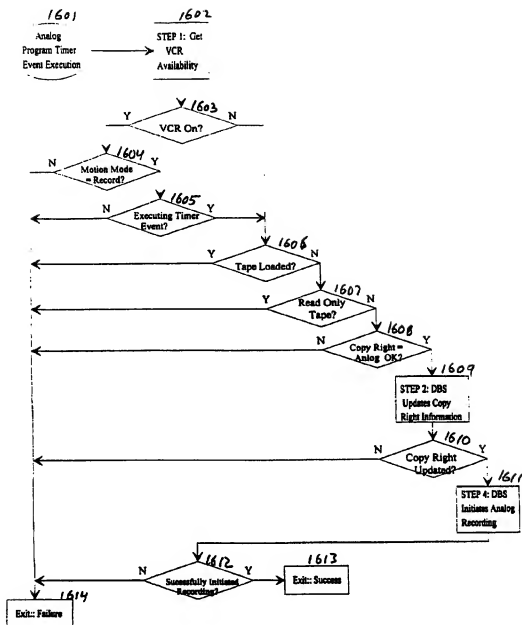 1601
Analog
Program Timer
Event Execution
1602
STEP 1: Get
VCR
Availability
1603
Y
VCR On?
N
1604
N
Motion Mode
= Record?
Y
1605
N
Executing Timer
Event?
Y
1606
Y
Tape Loaded?
N
1607
Y
Read Only
Tape?
N
1608
N
Copy Right =
Anlog OK?
Y
1609
STEP 2: DBS
Updates Copy
Right Information
1610
N
Copy Right
Updated?
Y
1611
STEP 4: DBS
Initiates Analog
Recording
1612
N
Sucessfully Initiated
Recording?
Y
1613
Exit:: Success
1614
Exit:: Failure